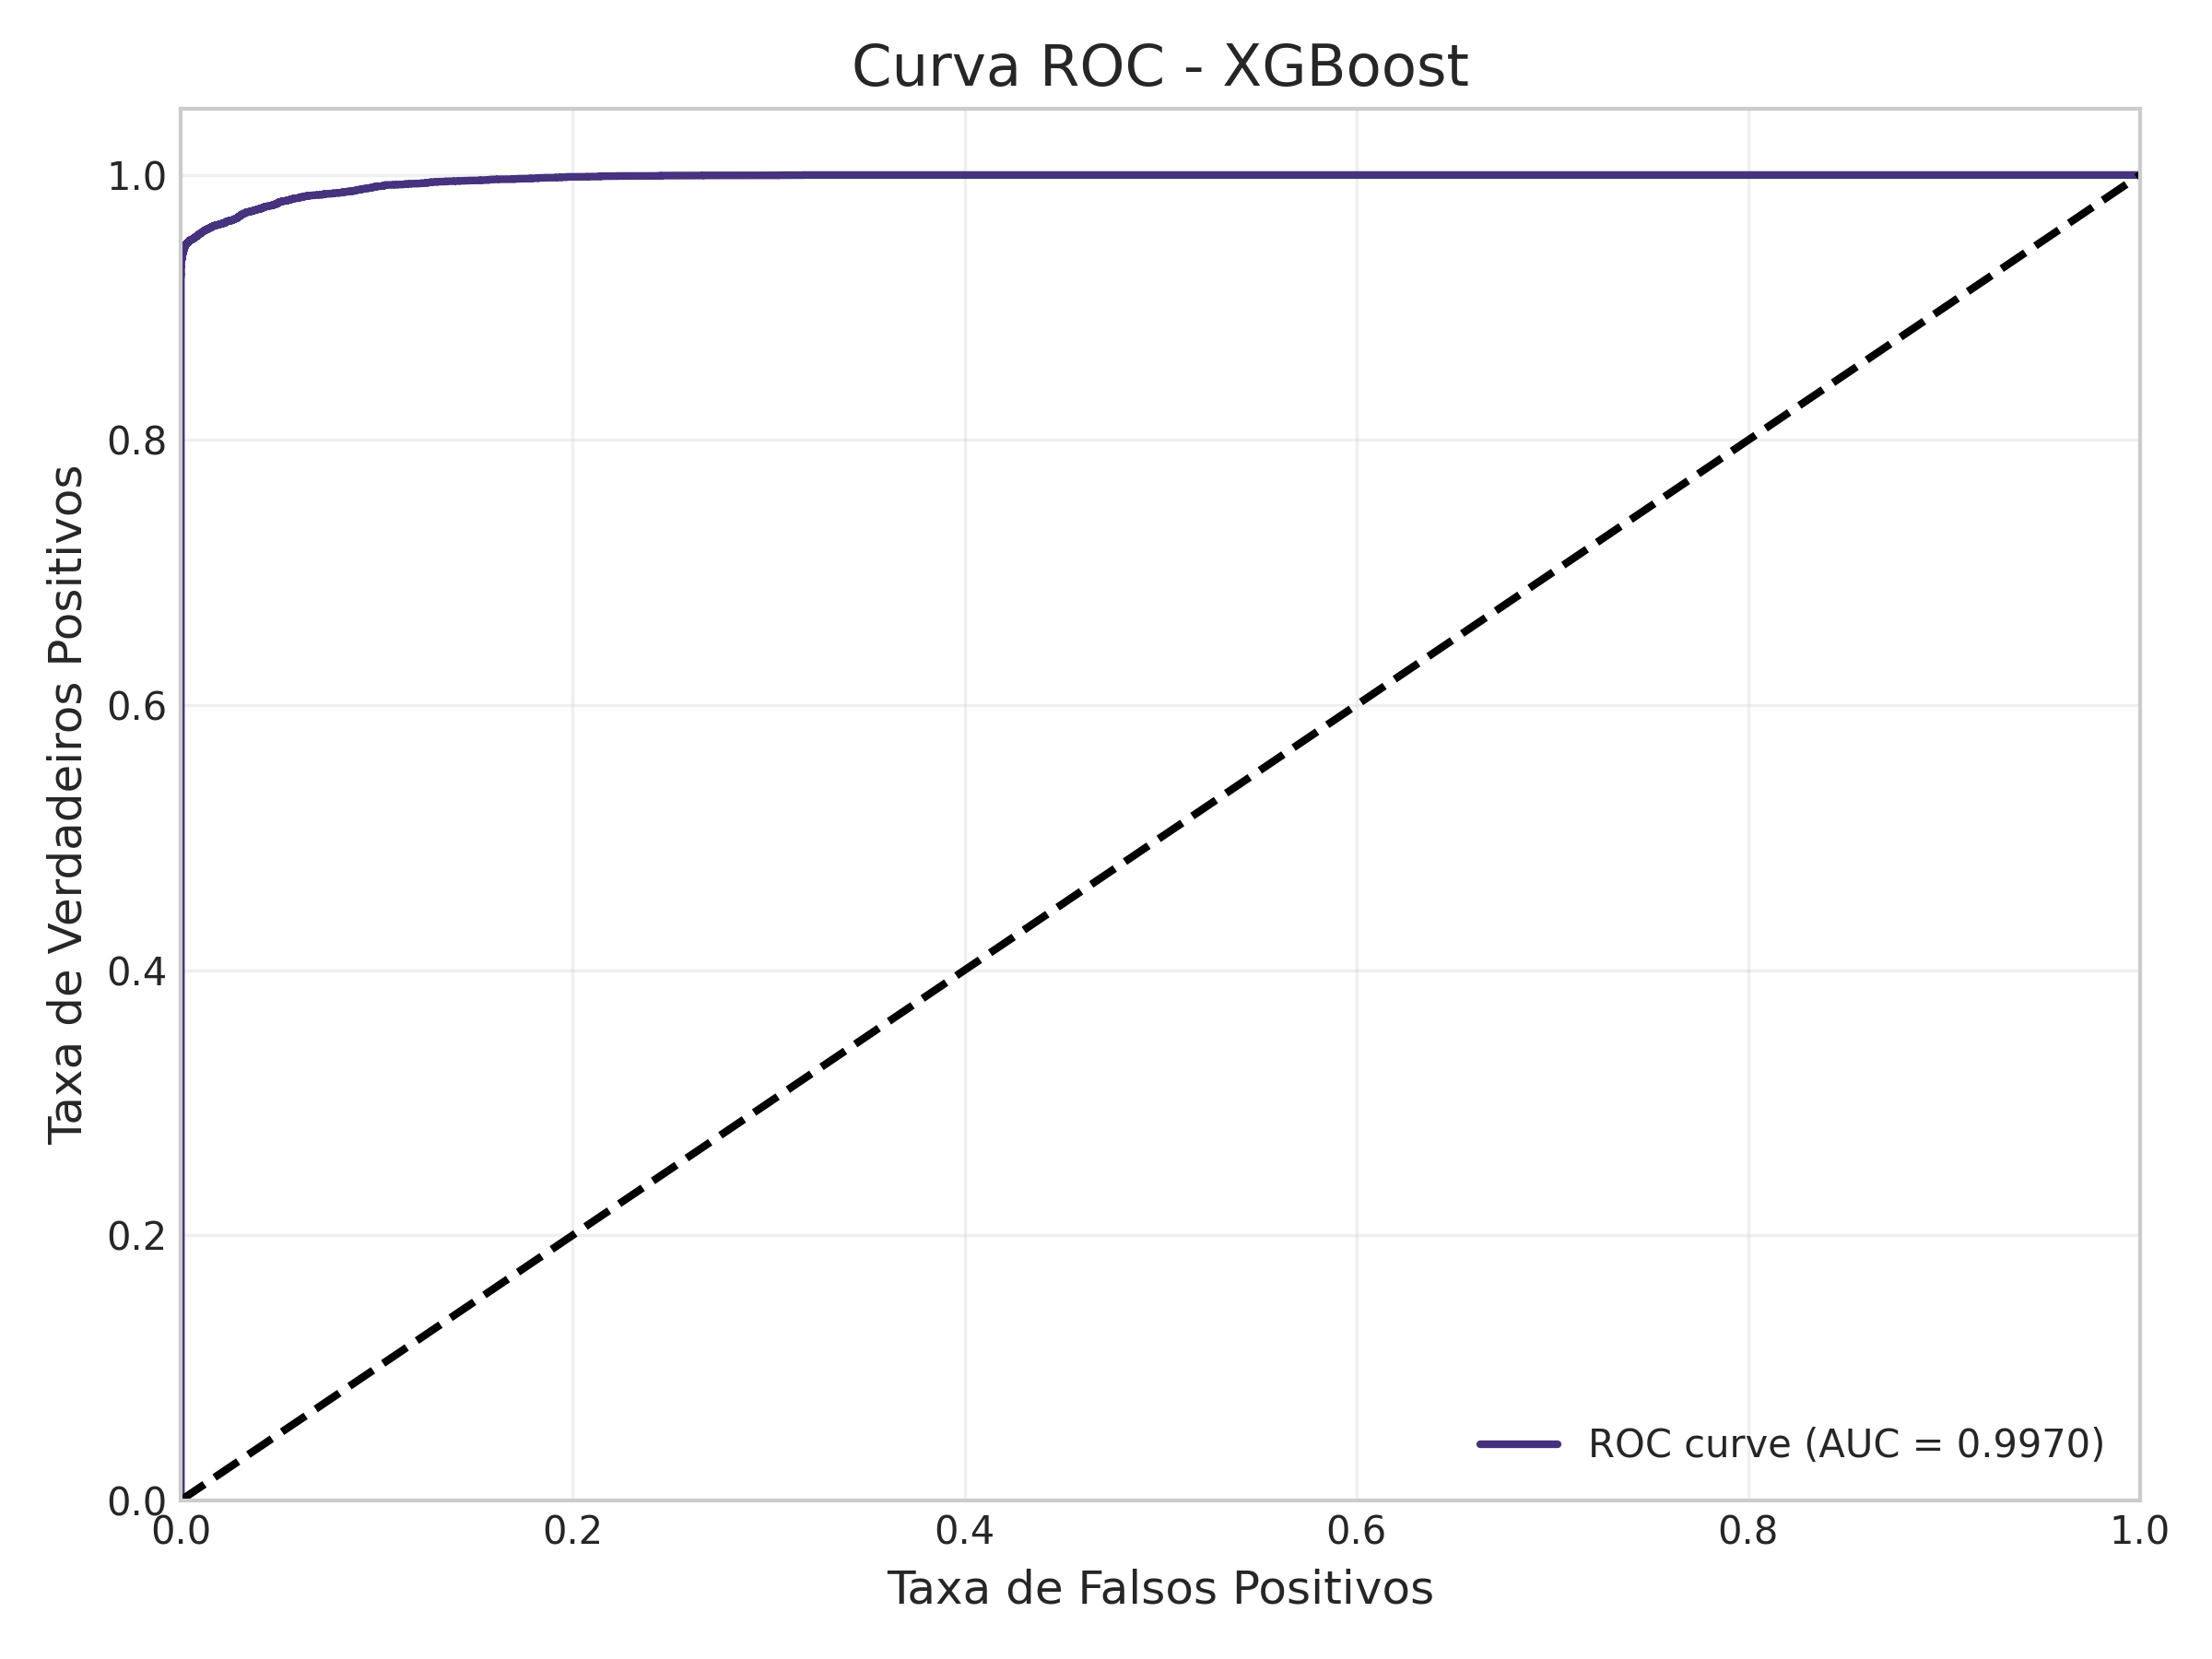 Curva ROC - XGBoost
Taxa de Verdadeiros Positivos
1.0
0.8
0.6
0.4
0.2
0.0
0.0 0.2 0.4 0.6 0.8 1.0
Taxa de Falsos Positivos
ROC curve (AUC = 0.9970)